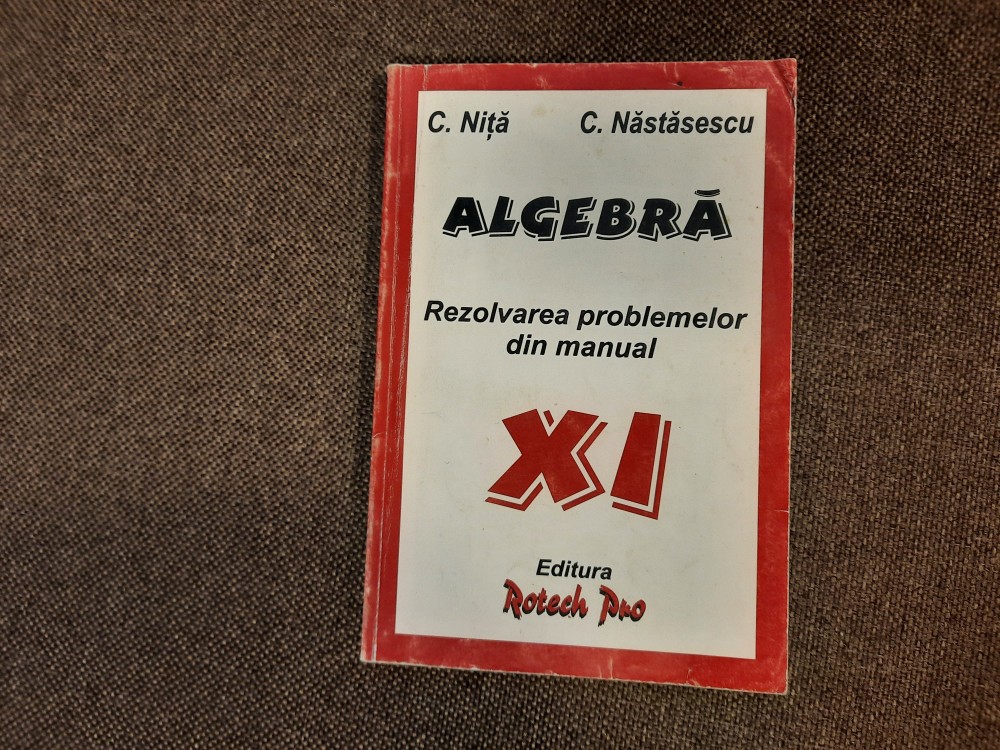 C. Niță C. Năstăsescu
ALGEBRĂ
Rezolvarea problemelor
din manual
XI
Editura
Rotech Pro